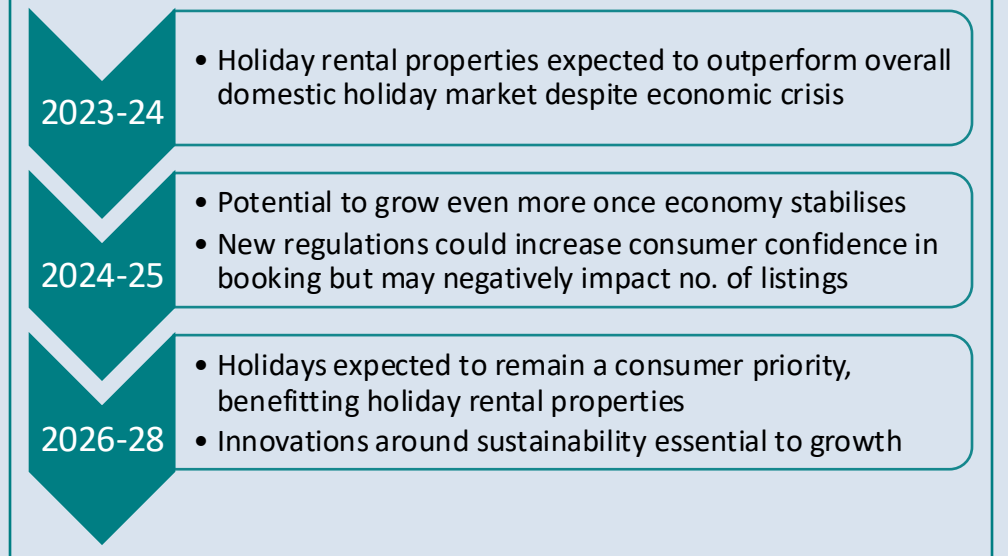 2023-24
• Holiday rental properties expected to outperform overall
domestic holiday market despite economic crisis
2024-25
• Potential to grow even more once economy stabilises
• New regulations could increase consumer confidence in
booking but may negatively impact no. of listings
2026-28
• Holidays expected to remain a consumer priority,
benefitting holiday rental properties
• Innovations around sustainability essential to growth